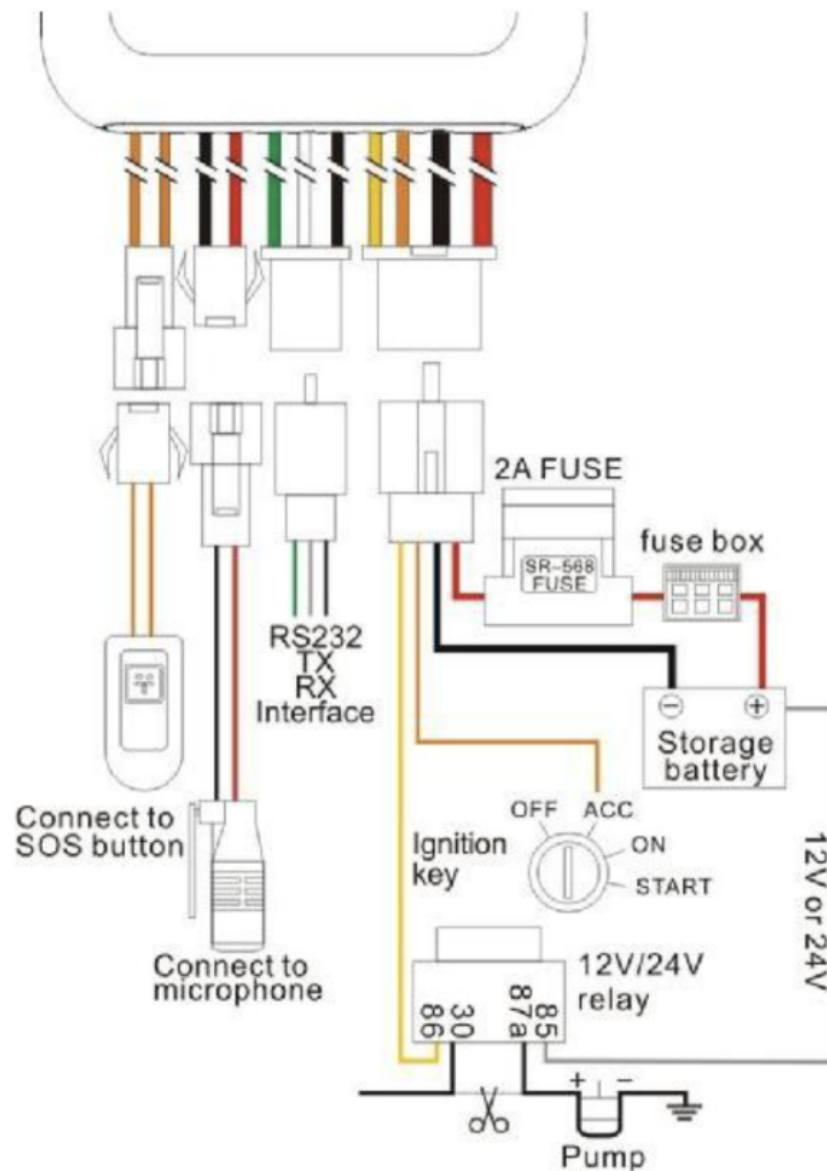 2A FUSE
SR-568
FUSE
fuse box
RS232
TX
RX
Interface
Storage
battery
Connect to
SOS button
OFF
ACC
ON
START
Ignition
key
12V or 24V
Connect to
microphone
12V/24V
relay
86
30
87a
85
+
−
Pump